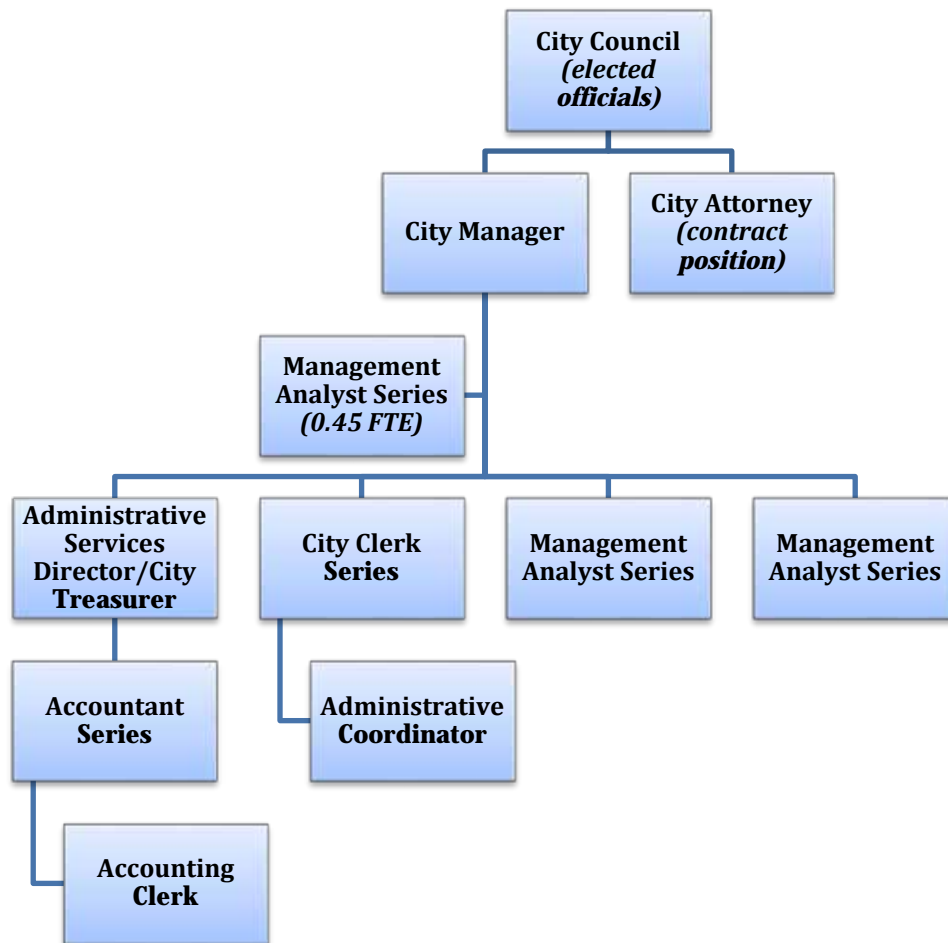 City Council
(elected
officials)
City Manager
City Attorney
(contract
position)
Management
Analyst Series
(0.45 FTE)
Administrative
Services
Director/City
Treasurer
City Clerk
Series
Management
Analyst Series
Management
Analyst Series
Accountant
Series
Administrative
Coordinator
Accounting
Clerk